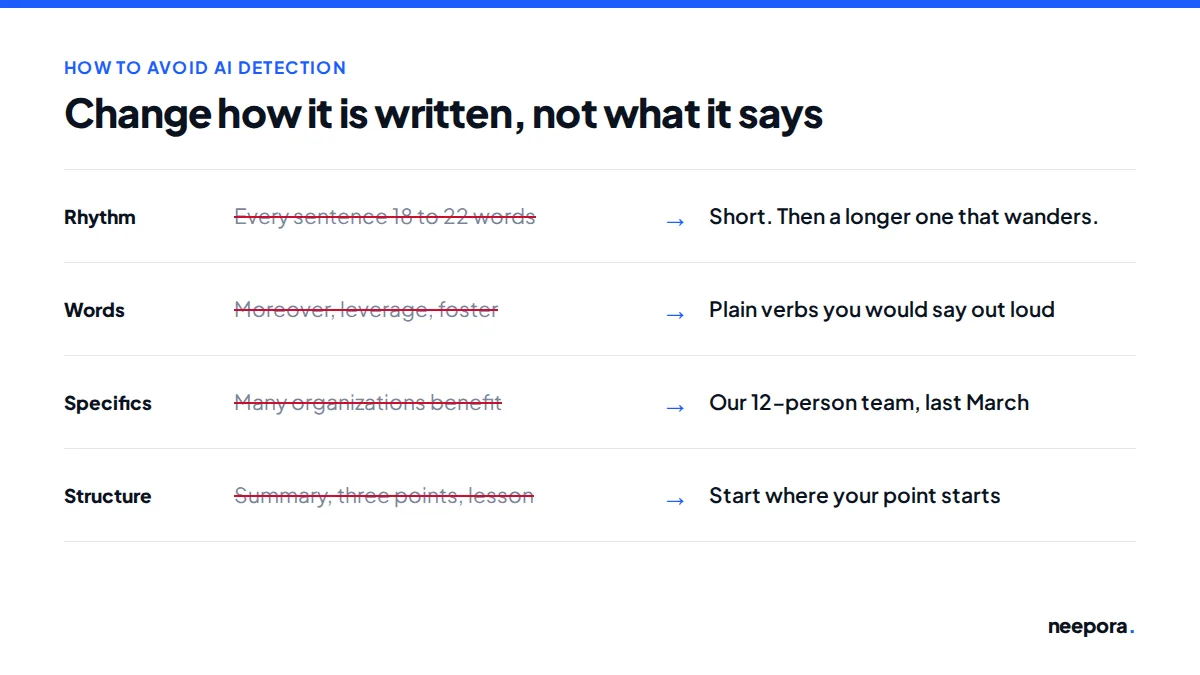 HOW TO AVOID AI DETECTION
Change how it is written, not what it says
Rhythm Every sentence 18 to 22 words → Short. Then a longer one that wanders.
Words Moreover, leverage, foster → Plain verbs you would say out loud
Specifics Many organizations benefit → Our 12-person team, last March
Structure Summary, three points, lesson → Start where your point starts
neepora.